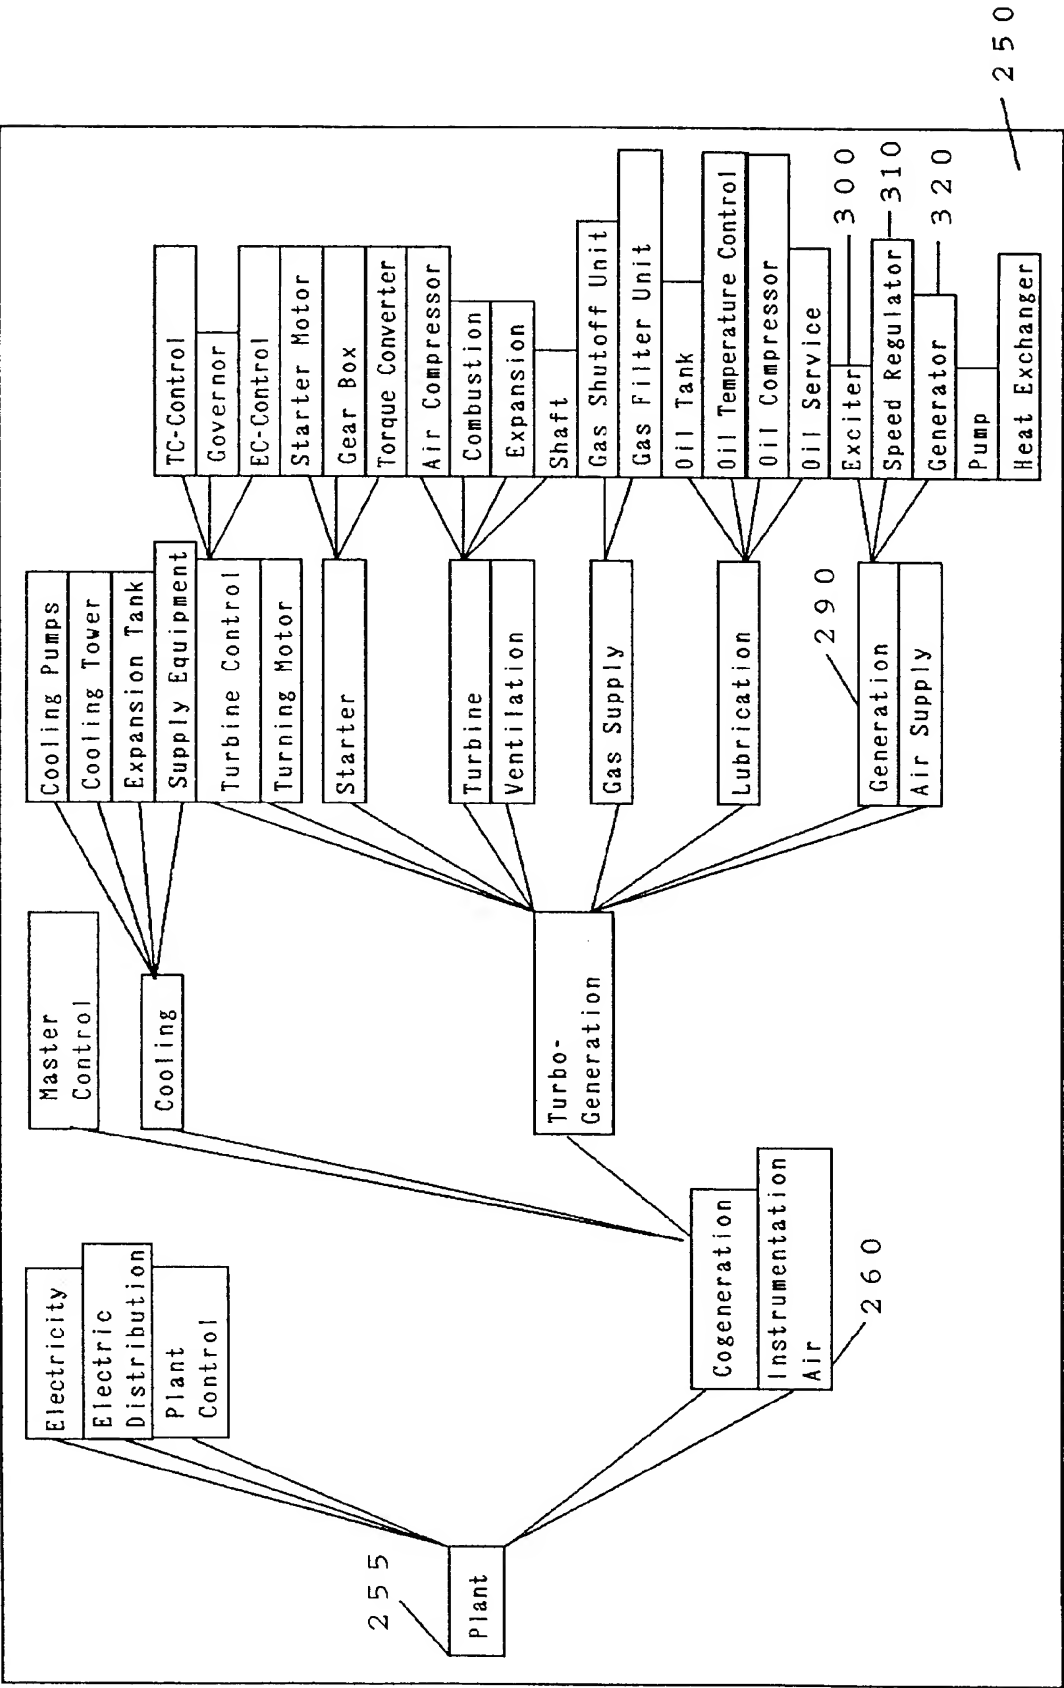 Plant
255
Electricity
Electric
Distribution
Plant
Control
Cogeneration
Instrumentation
Air
260
Master
Control
Cooling
Turbo-
Generation
Cooling Pumps
Cooling Tower
Expansion Tank
Supply Equipment
Turbine Control
Turning Motor
Starter
Turbine
Ventilation
Gas Supply
Lubrication
290
Generation
Air Supply
TC-Control
Governor
EC-Control
Starter Motor
Gear Box
Torque Converter
Air Compressor
Combustion
Expansion
Shaft
Gas Shutoff Unit
Gas Filter Unit
Oil Tank
Oil Temperature Control
Oil Compressor
Oil Service
Exciter
300
Speed Regulator
310
Generator
320
Pump
Heat Exchanger
250